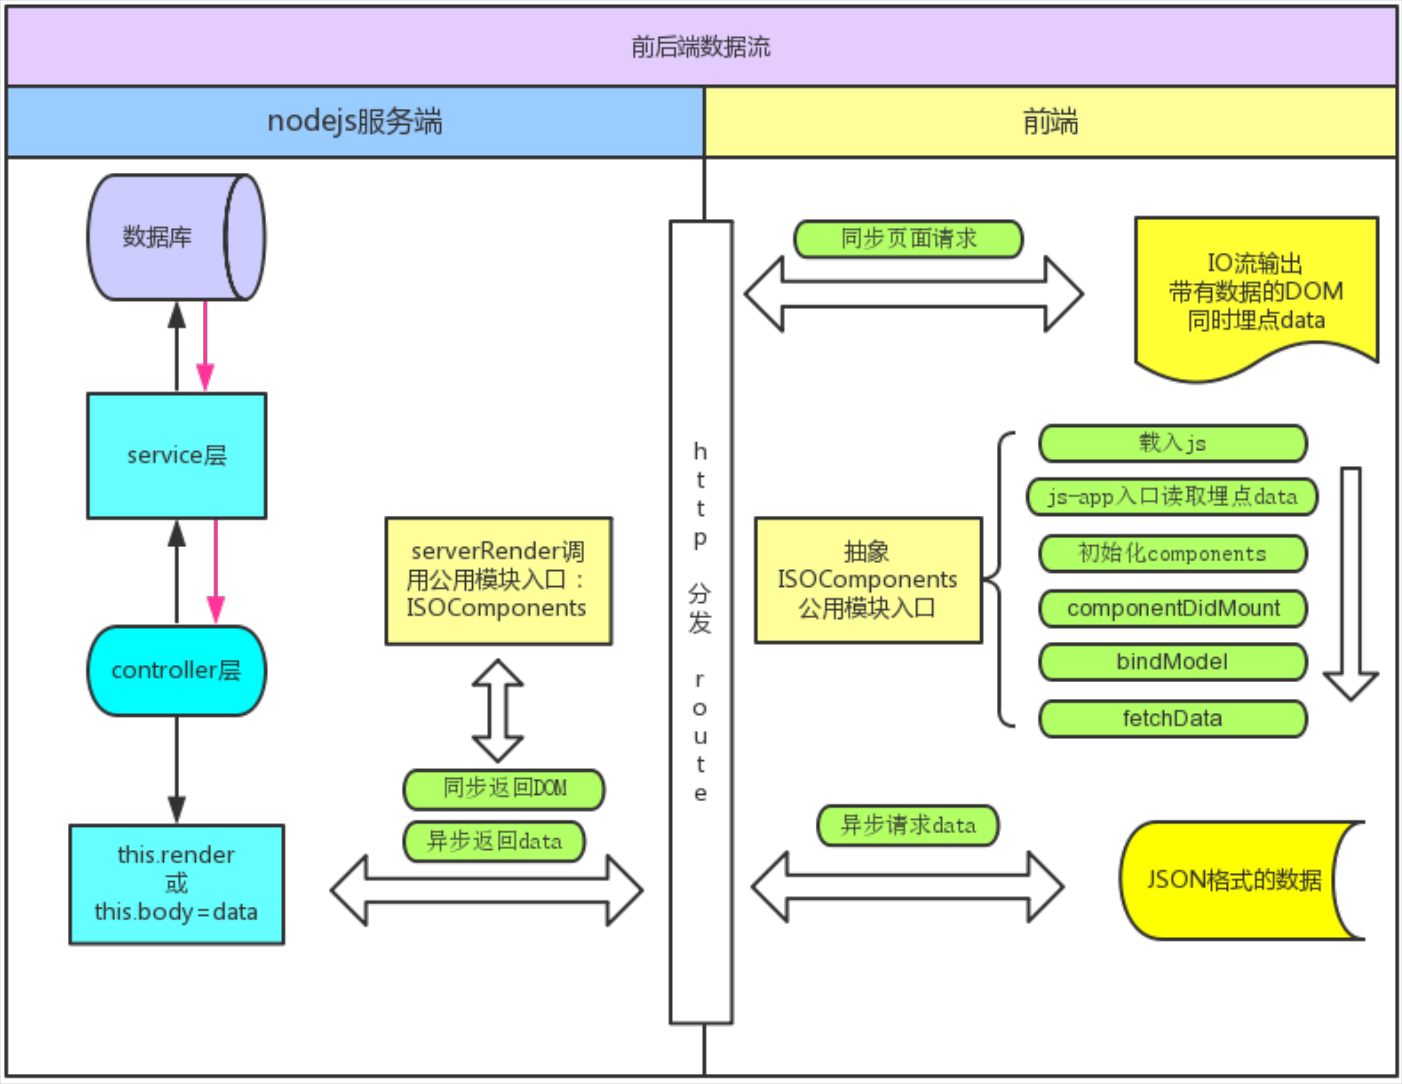 前后端数据流
nodejs服务端
前端
数据库
service层
controller层
this.render
或
this.body=data
serverRender调
用公用模块入口：
ISOComponents
同步返回DOM
异步返回data
http 分发 route
同步页面请求
IO流输出
带有数据的DOM
同时埋点data
抽象
ISOComponents
公用模块入口
载入js
js-app入口读取埋点data
初始化components
componentDidMount
bindModel
fetchData
异步请求data
JSON格式的数据